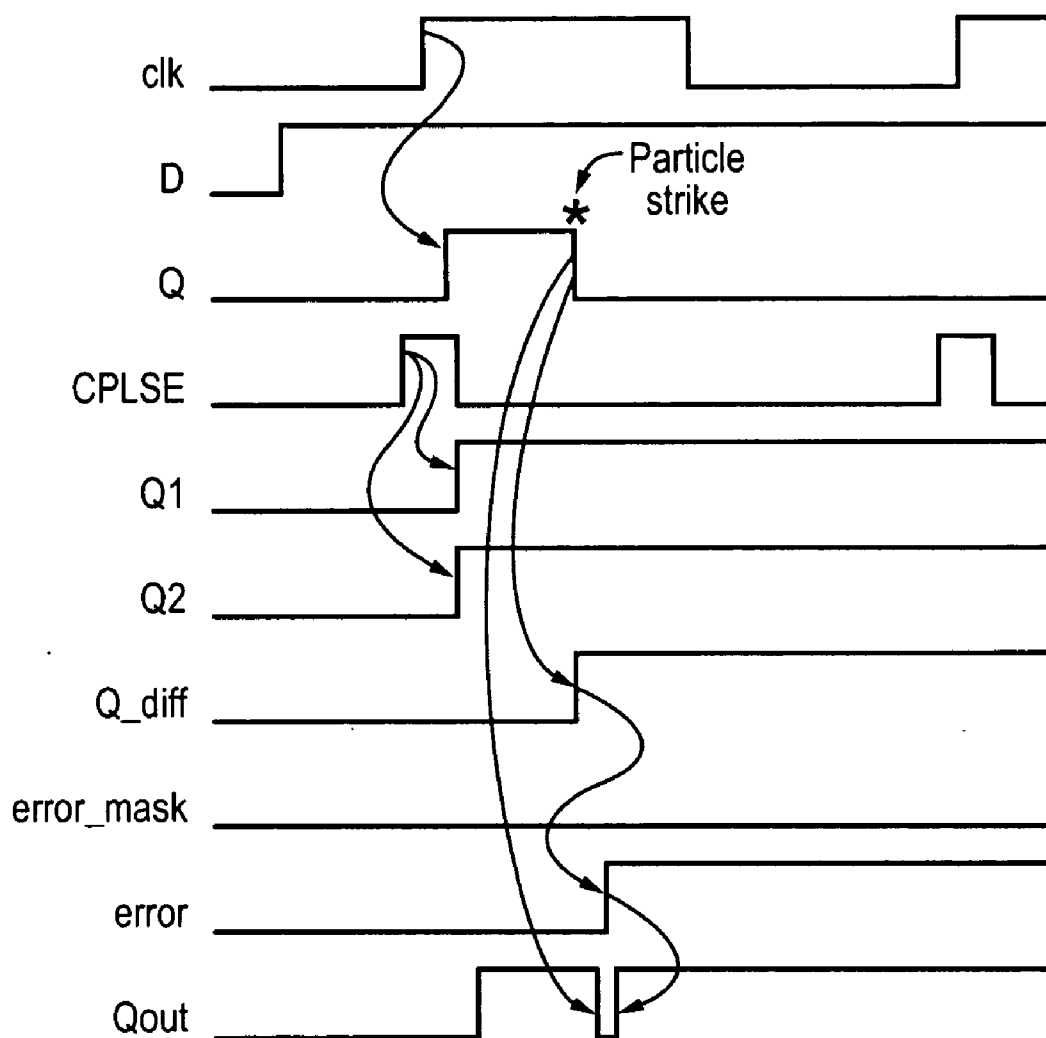 clk
D
Particle
strike
*
Q
CPLSE
Q1
Q2
Q_diff
error_mask
error
Qout